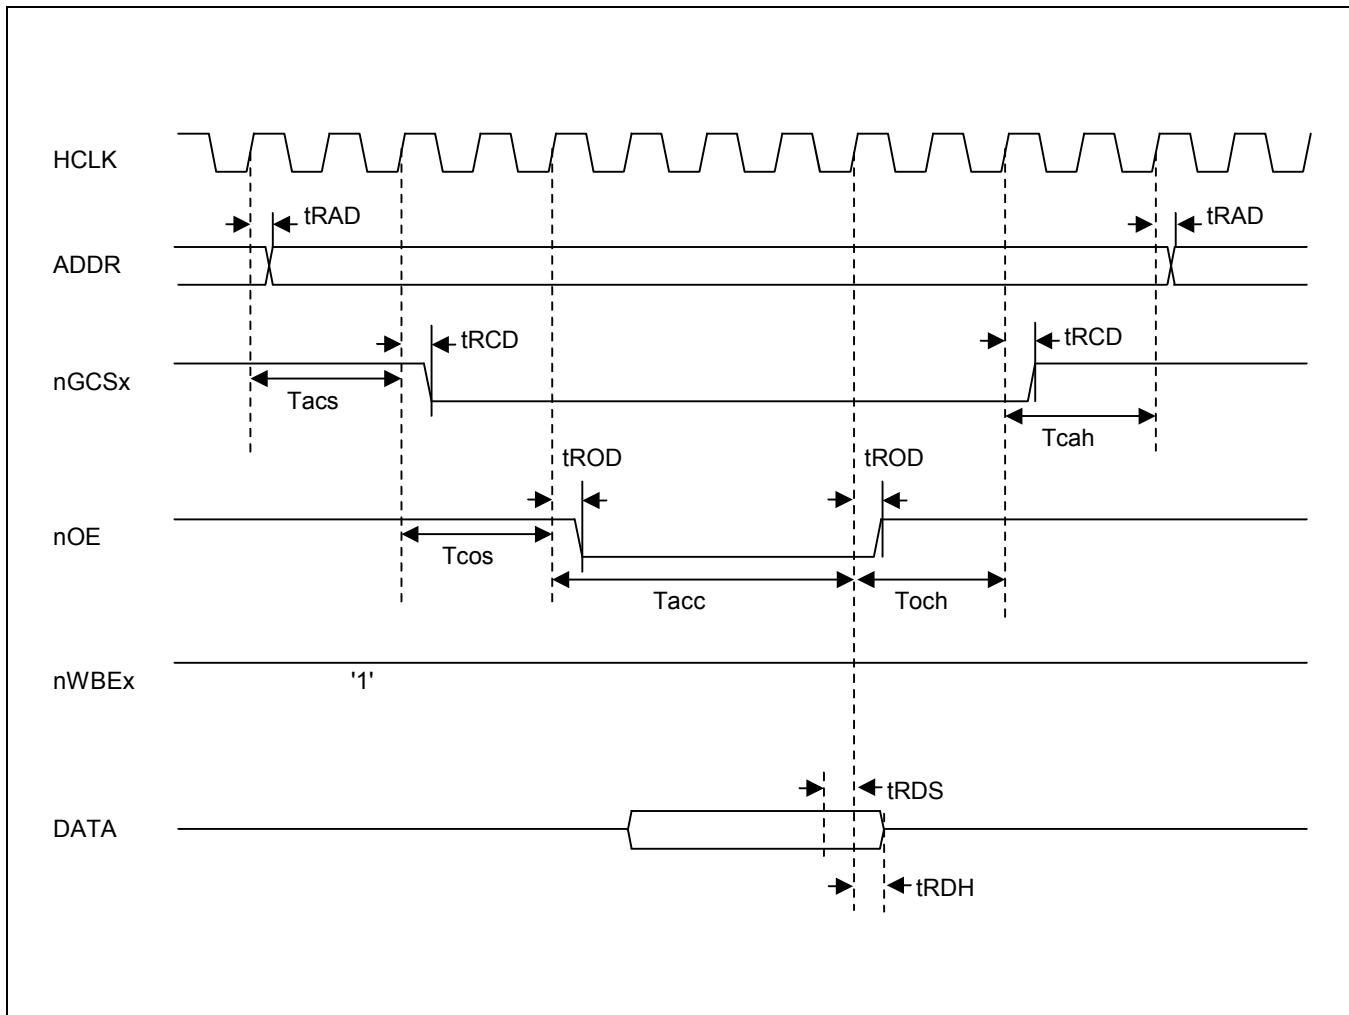 HCLK
tRAD
tRAD
ADDR
tRCD
tRCD
nGCSx
Tacs
Tcah
tROD
tROD
nOE
Tcos
Tacc
Toch
nWBEx
'1'
tRDS
DATA
tRDH